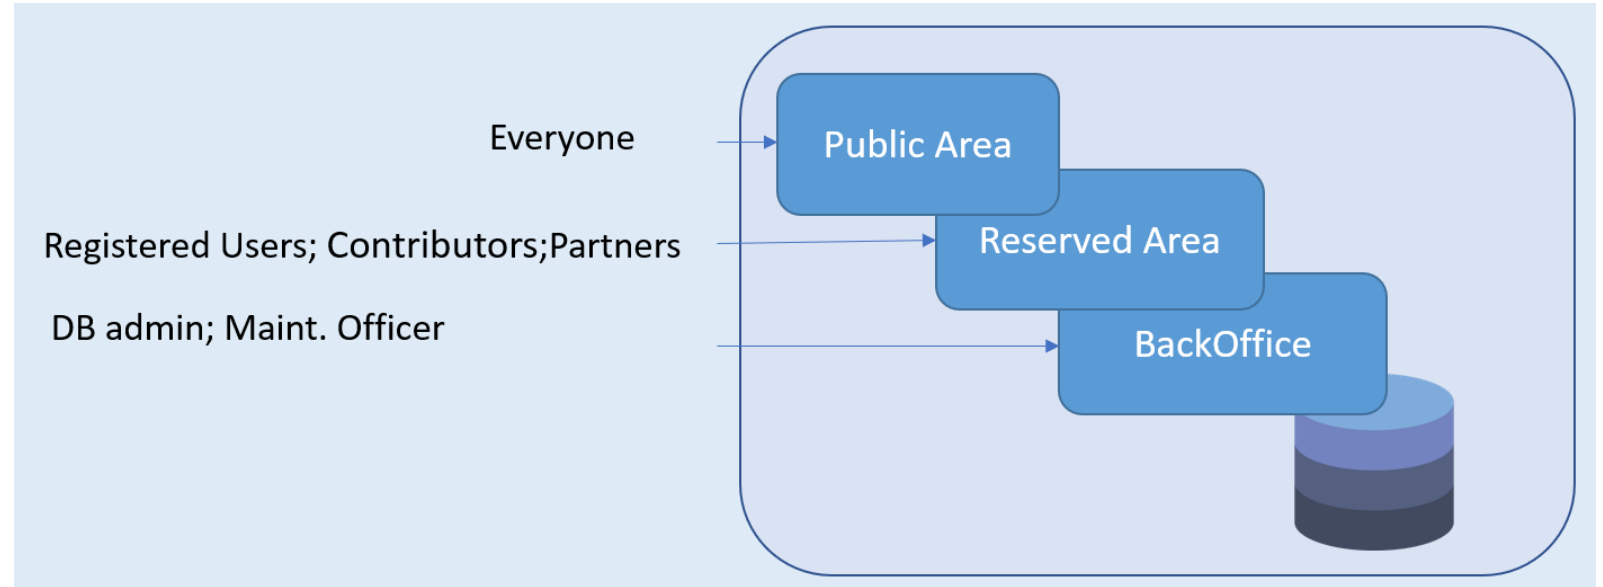 Everyone
Public Area
Registered Users; Contributors;Partners
Reserved Area
DB admin; Maint. Officer
BackOffice